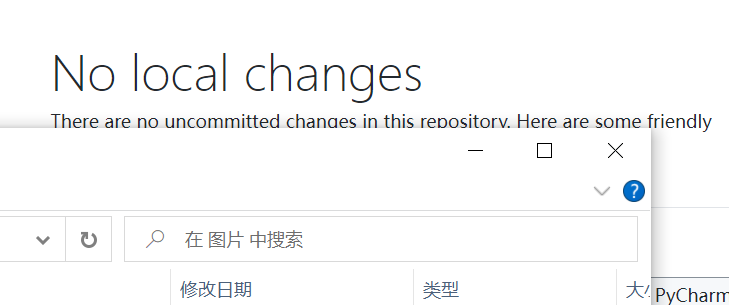 No local changes
There are no uncommitted changes in this repository. Here are some friendly
在 图片 中搜索
修改日期 类型 大小
PyCharm